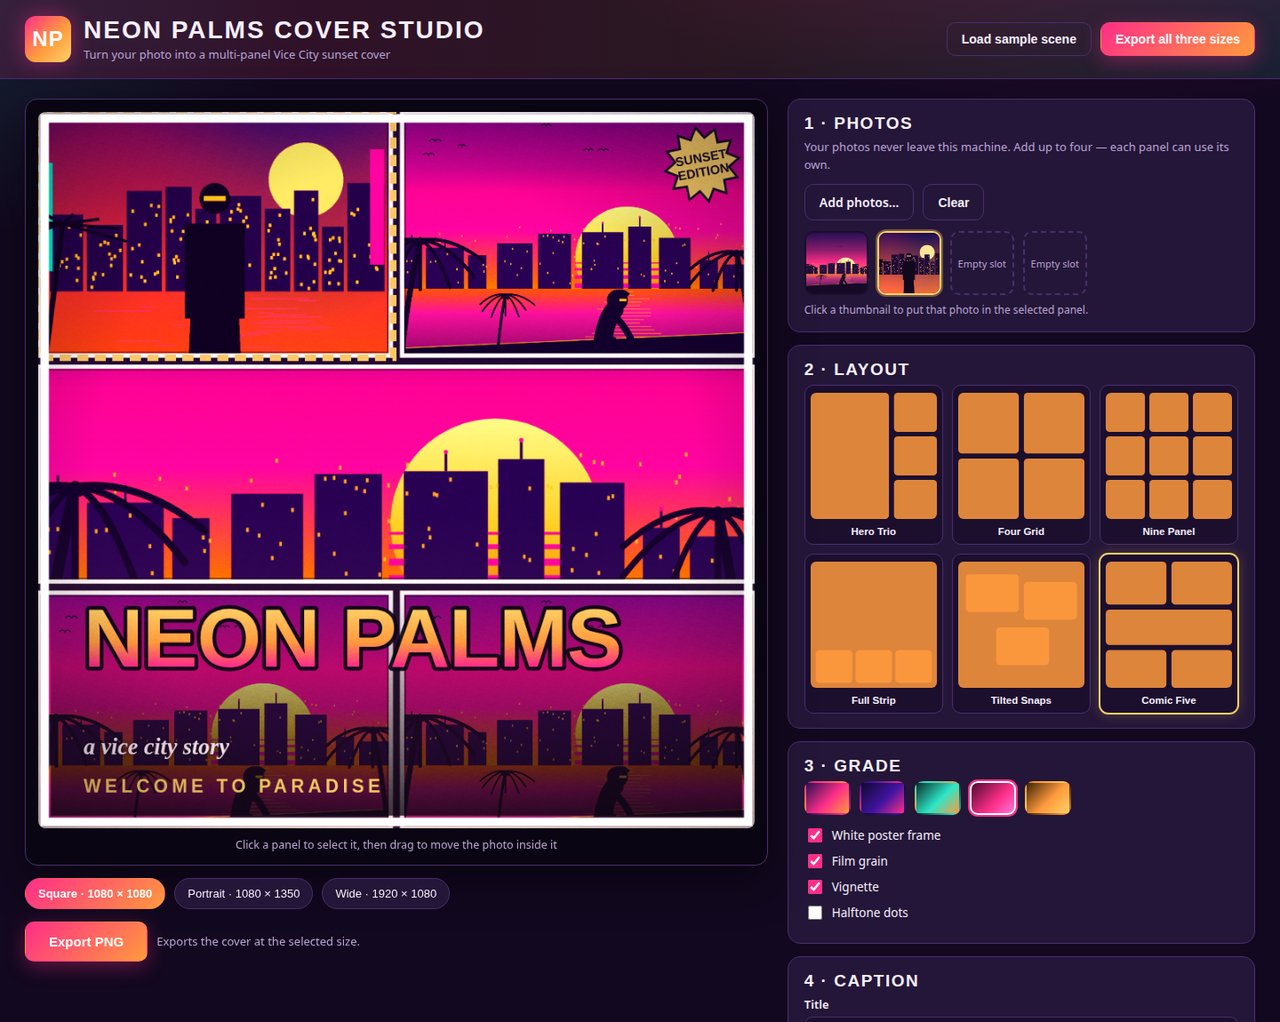 NP
NEON PALMS COVER STUDIO
Turn your photo into a multi-panel Vice City sunset cover
Load sample scene
Export all three sizes
SUNSET
EDITION
NEON PALMS
a vice city story
WELCOME TO PARADISE
Click a panel to select it, then drag to move the photo inside it
Square · 1080 × 1080
Portrait · 1080 × 1350
Wide · 1920 × 1080
Export PNG
Exports the cover at the selected size.
1 · PHOTOS
Your photos never leave this machine. Add up to four — each panel can use its
own.
Add photos...
Clear
Empty slot
Empty slot
Click a thumbnail to put that photo in the selected panel.
2 · LAYOUT
Hero Trio
Four Grid
Nine Panel
Full Strip
Tilted Snaps
Comic Five
3 · GRADE
White poster frame
Film grain
Vignette
Halftone dots
4 · CAPTION
Title